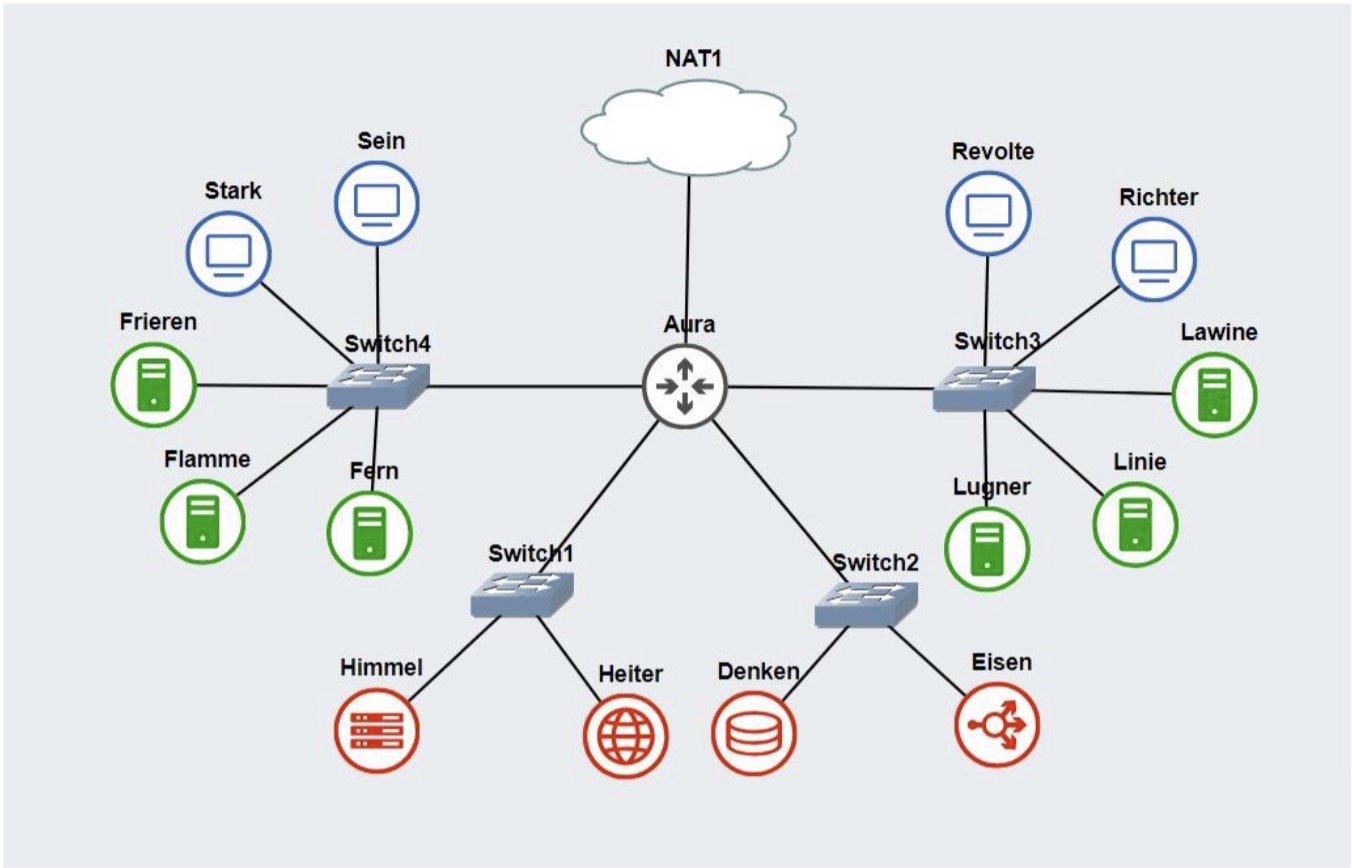 NAT1
Sein
Revolte
Stark
Richter
Frieren
Aura
Switch4
Switch3
Lawine
Flamme
Fern
Lugner
Linie
Switch1
Switch2
Himmel
Heiter
Denken
Eisen